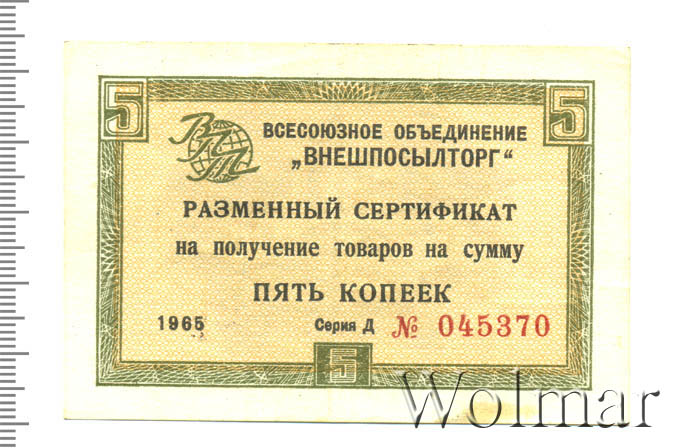 5 5
ВПТ
ВСЕСОЮЗНОЕ ОБЪЕДИНЕНИЕ
„ВНЕШПОСЫЛТОРГ“
РАЗМЕННЫЙ СЕРТИФИКАТ
на получение товаров на сумму
ПЯТЬ КОПЕЕК
1965 Серия Д № 045370
5
Wolmar